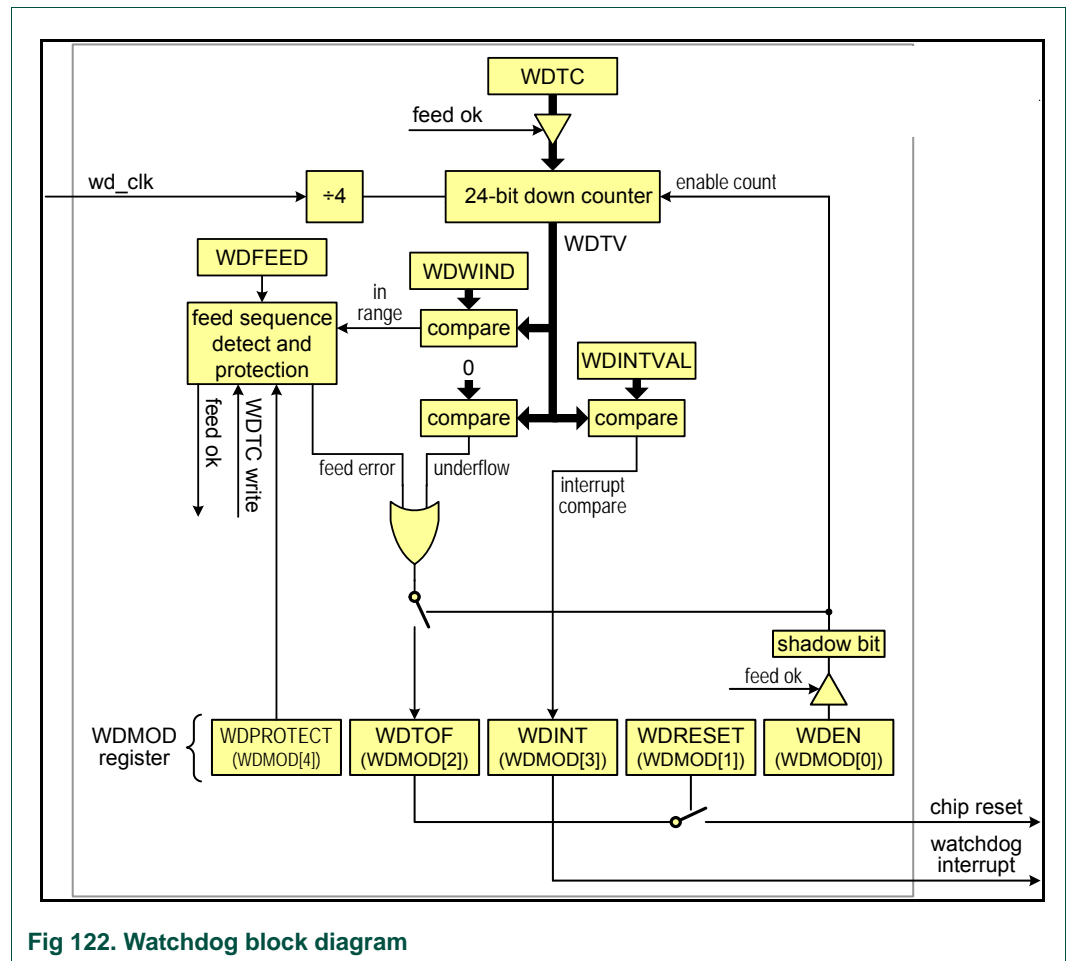 WDTC
feed ok
wd_clk
÷4
24-bit down counter
enable count
WDTV
WDFEED
WDWIND
in
range
feed sequence
detect and
protection
compare
0
WDINTVAL
compare
compare
feed ok
WDTC write
feed error
underflow
interrupt
compare
shadow bit
feed ok
WDMOD
register
WDPROTECT
(WDMOD[4])
WDTOF
(WDMOD[2])
WDINT
(WDMOD[3])
WDRESET
(WDMOD[1])
WDEN
(WDMOD[0])
chip reset
watchdog
interrupt
Fig 122. Watchdog block diagram